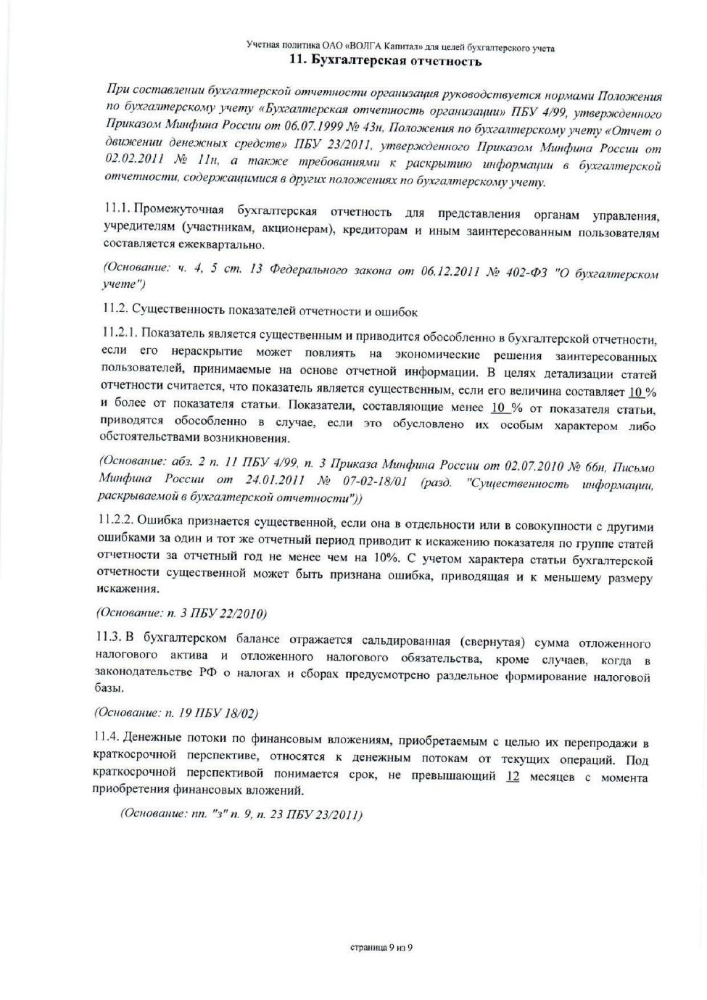 Учетная политика ОАО «ВОЛГА Капитал» для целей бухгалтерского учета
11. Бухгалтерская отчетность
При составлении бухгалтерской отчетности организация руководствуется нормами Положения
по бухгалтерскому учету «Бухгалтерская отчетность организации» ПБУ 4/99, утвержденного
Приказом Минфина России от 06.07.1999 № 43н, Положения по бухгалтерскому учету «Отчет о
движении денежных средств» ПБУ 23/2011, утвержденного Приказом Минфина России от
02.02.2011 № 11н, а также требованиями к раскрытию информации в бухгалтерской
отчетности, содержащимися в других положениях по бухгалтерскому учету.
11.1. Промежуточная бухгалтерская отчетность для представления органам управления,
учредителям (участникам, акционерам), кредиторам и иным заинтересованным пользователям
составляется ежеквартально.
(Основание: ч. 4, 5 ст. 13 Федерального закона от 06.12.2011 № 402-ФЗ "О бухгалтерском
учете")
11.2. Существенность показателей отчетности и ошибок
11.2.1. Показатель является существенным и приводится обособленно в бухгалтерской отчетности,
если его нераскрытие может повлиять на экономические решения заинтересованных
пользователей, принимаемые на основе отчетной информации. В целях детализации статей
отчетности считается, что показатель является существенным, если его величина составляет 10 %
и более от показателя статьи. Показатели, составляющие менее 10 % от показателя статьи,
приводятся обособленно в случае, если это обусловлено их особым характером либо
обстоятельствами возникновения.
(Основание: абз. 2 п. 11 ПБУ 4/99, п. 3 Приказа Минфина России от 02.07.2010 № 66н, Письмо
Минфина России от 24.01.2011 № 07-02-18/01 (разд. "Существенность информации,
раскрываемой в бухгалтерской отчетности"))
11.2.2. Ошибка признается существенной, если она в отдельности или в совокупности с другими
ошибками за один и тот же отчетный период приводит к искажению показателя по группе статей
отчетности за отчетный год не менее чем на 10%. С учетом характера статьи бухгалтерской
отчетности существенной может быть признана ошибка, приводящая и к меньшему размеру
искажения.
(Основание: п. 3 ПБУ 22/2010)
11.3. В бухгалтерском балансе отражается сальдированная (свернутая) сумма отложенного
налогового актива и отложенного налогового обязательства, кроме случаев, когда в
законодательстве РФ о налогах и сборах предусмотрено раздельное формирование налоговой
базы.
(Основание: п. 19 ПБУ 18/02)
11.4. Денежные потоки по финансовым вложениям, приобретаемым с целью их перепродажи в
краткосрочной перспективе, относятся к денежным потокам от текущих операций. Под
краткосрочной перспективой понимается срок, не превышающий 12 месяцев с момента
приобретения финансовых вложений.
(Основание: пп. "з" п. 9, п. 23 ПБУ 23/2011)
страница 9 из 9